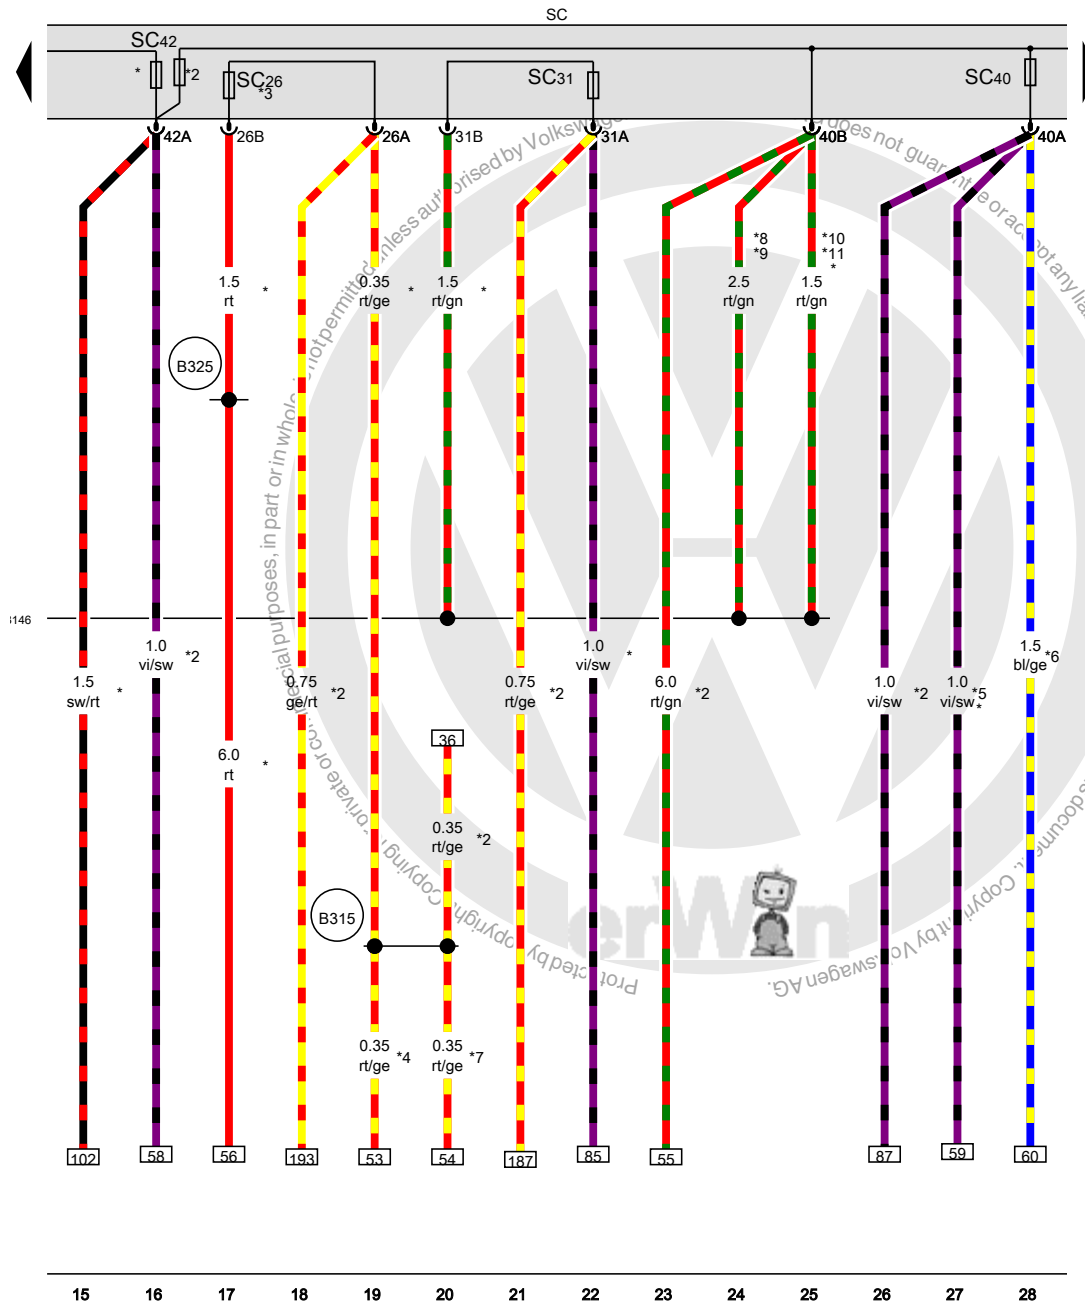 SC
SC42
*
*2
SC26
*3
SC31
SC40
42A
26B
26A
31B
31A
40B
40A
*8
*9
*10
*11
*
1.5
rt
*
0.35
rt/ge
*
1.5
rt/gn
*
2.5
rt/gn
1.5
rt/gn
B325
1.0
vi/sw
*2
1.0
vi/sw
*
1.5
bl/ge
*6
1.5
sw/rt
*
0.75
ge/rt
*2
0.75
rt/ge
*2
6.0
rt/gn
*2
1.0
vi/sw
*2
1.0
vi/sw
*5
*
36
6.0
rt
*
0.35
rt/ge
*2
B315
0.35
rt/ge
*4
0.35
rt/ge
*7
102
58
56
193
53
54
187
85
55
87
59
60
15 16 17 18 19 20 21 22 23 24 25 26 27 28